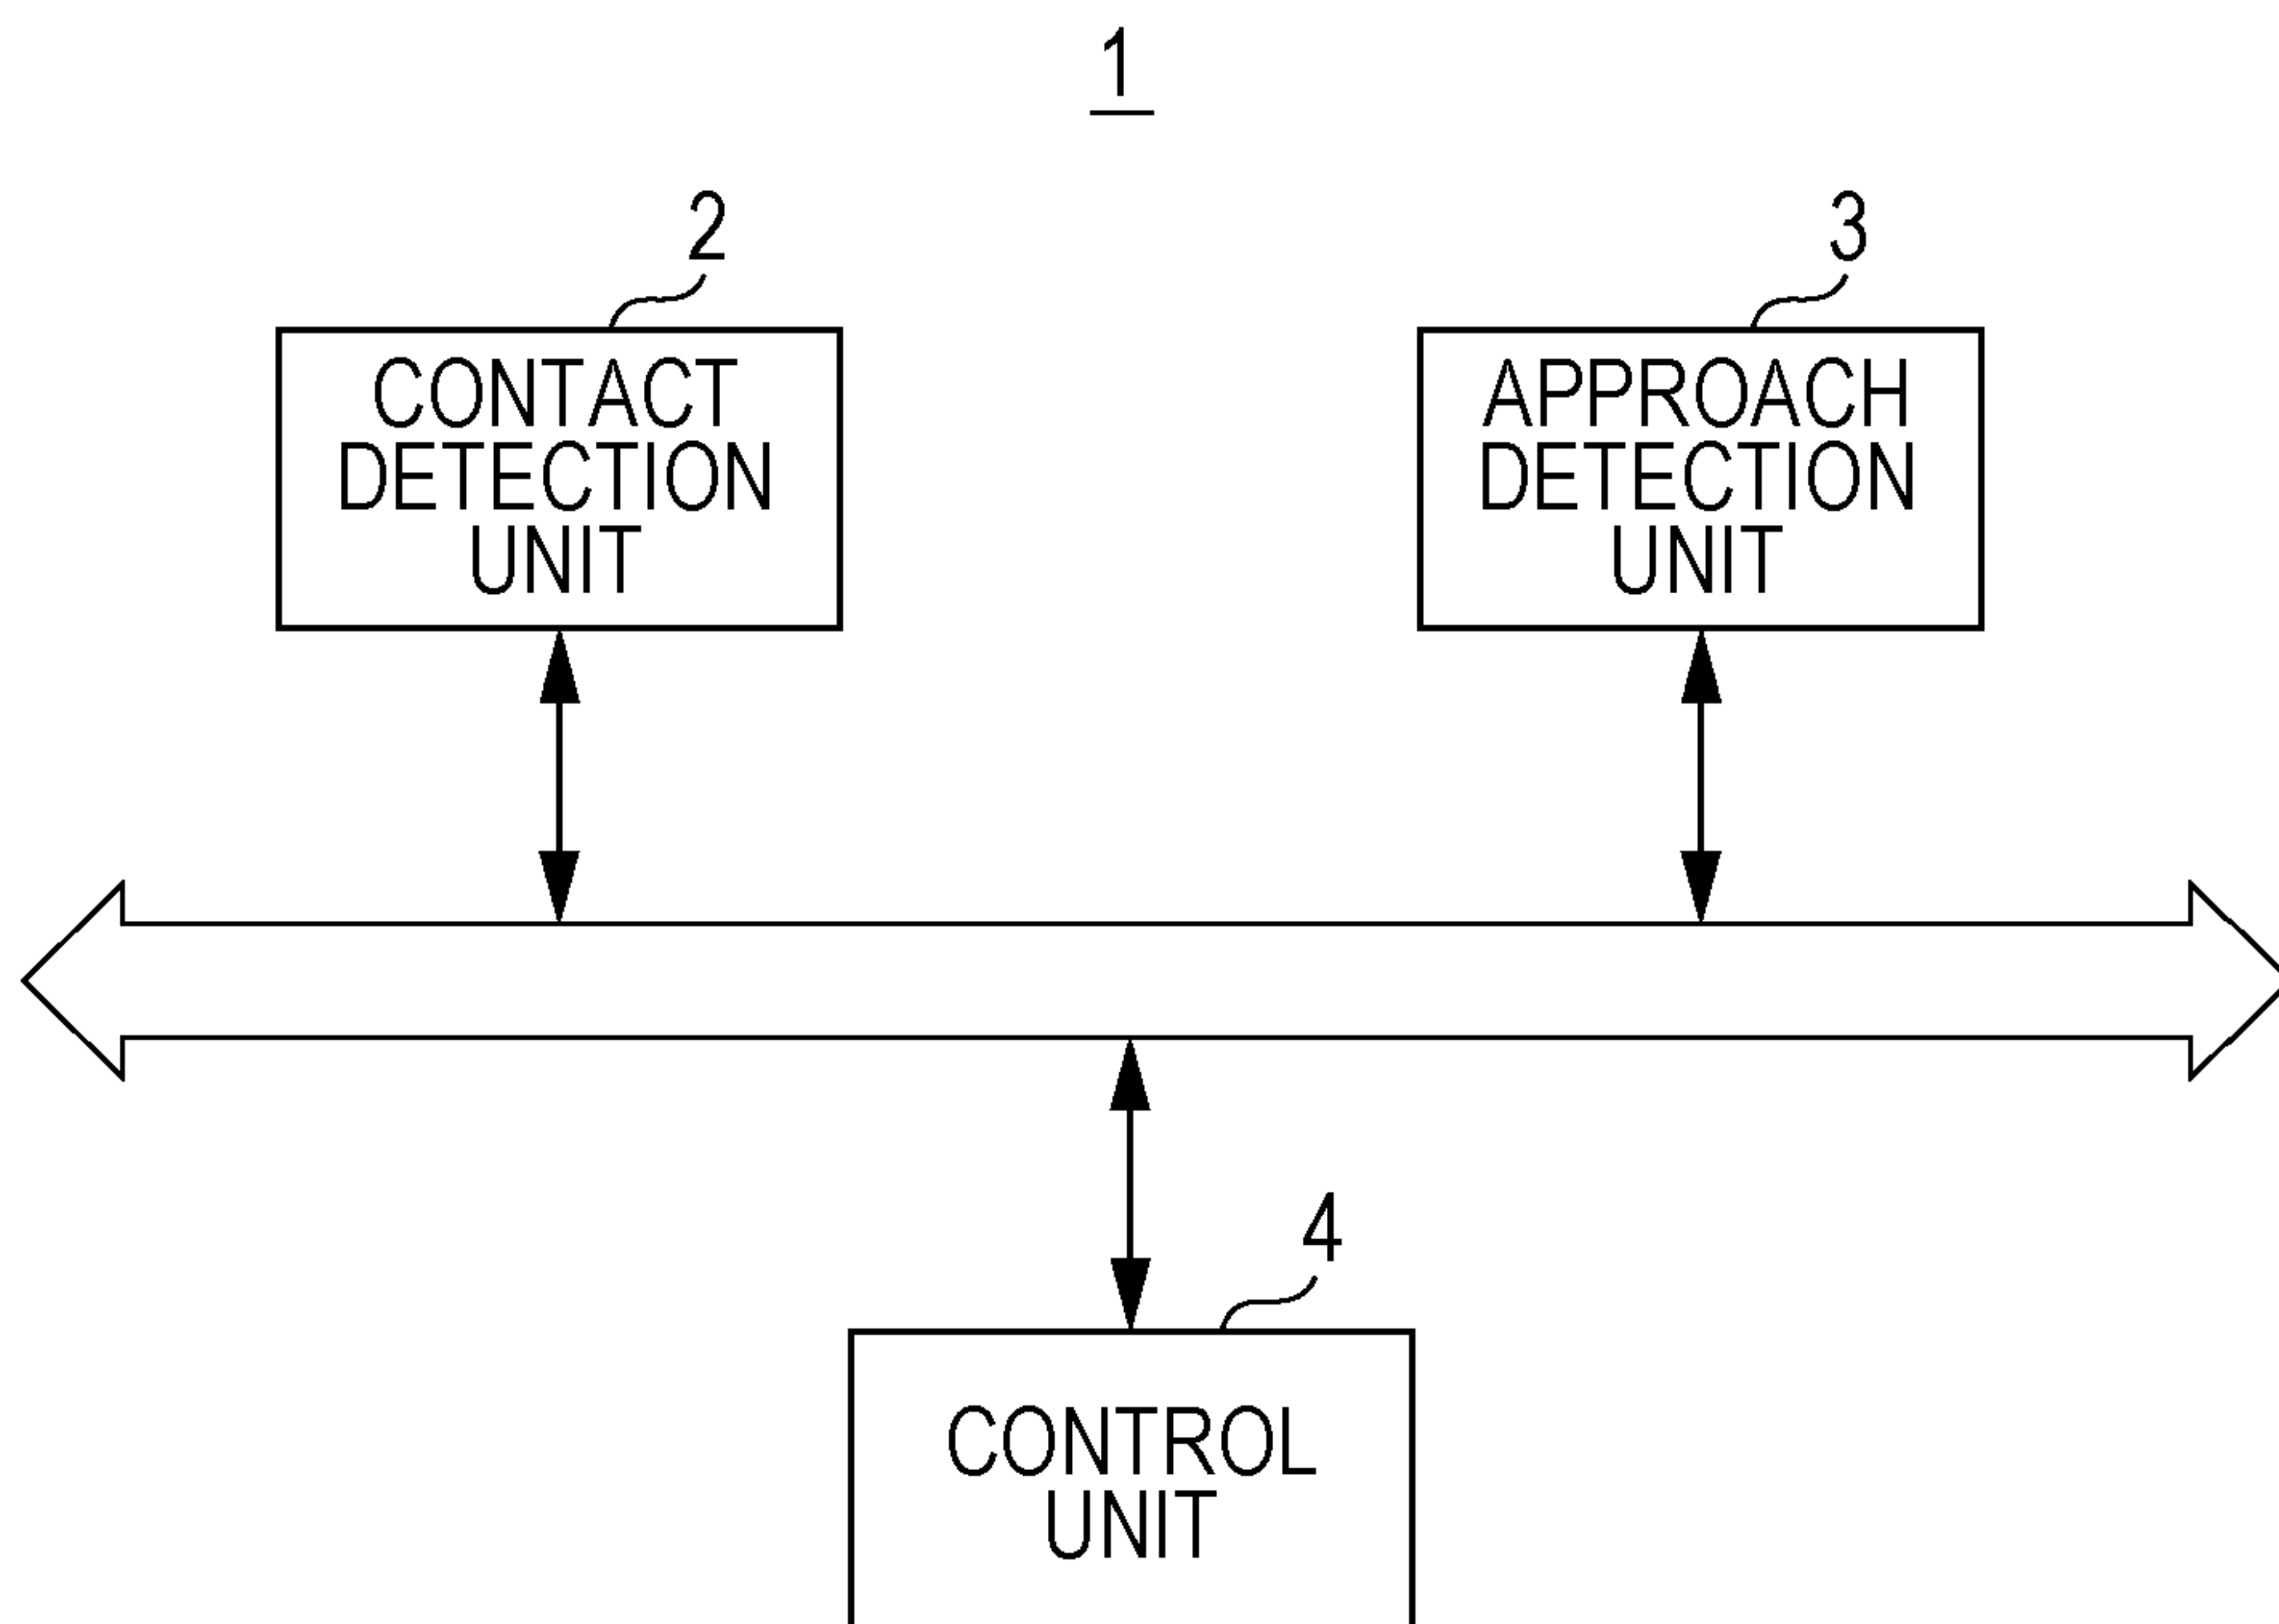 1
2
3
CONTACT
DETECTION
UNIT
APPROACH
DETECTION
UNIT
4
CONTROL
UNIT